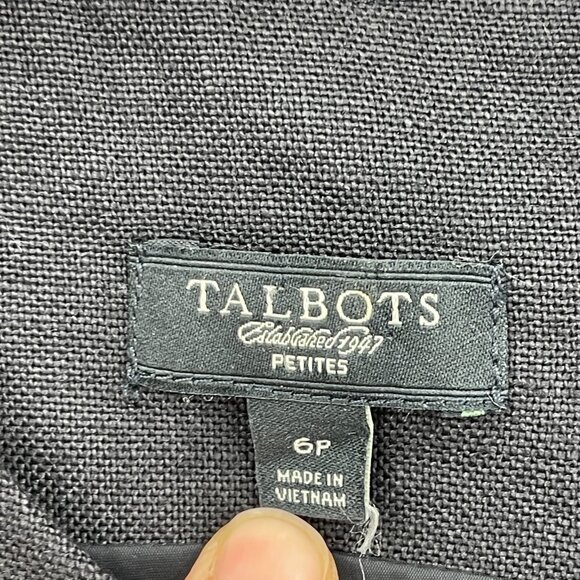 TALBOTS
Established 1947
PETITES
6P
MADE IN
VIETNAM